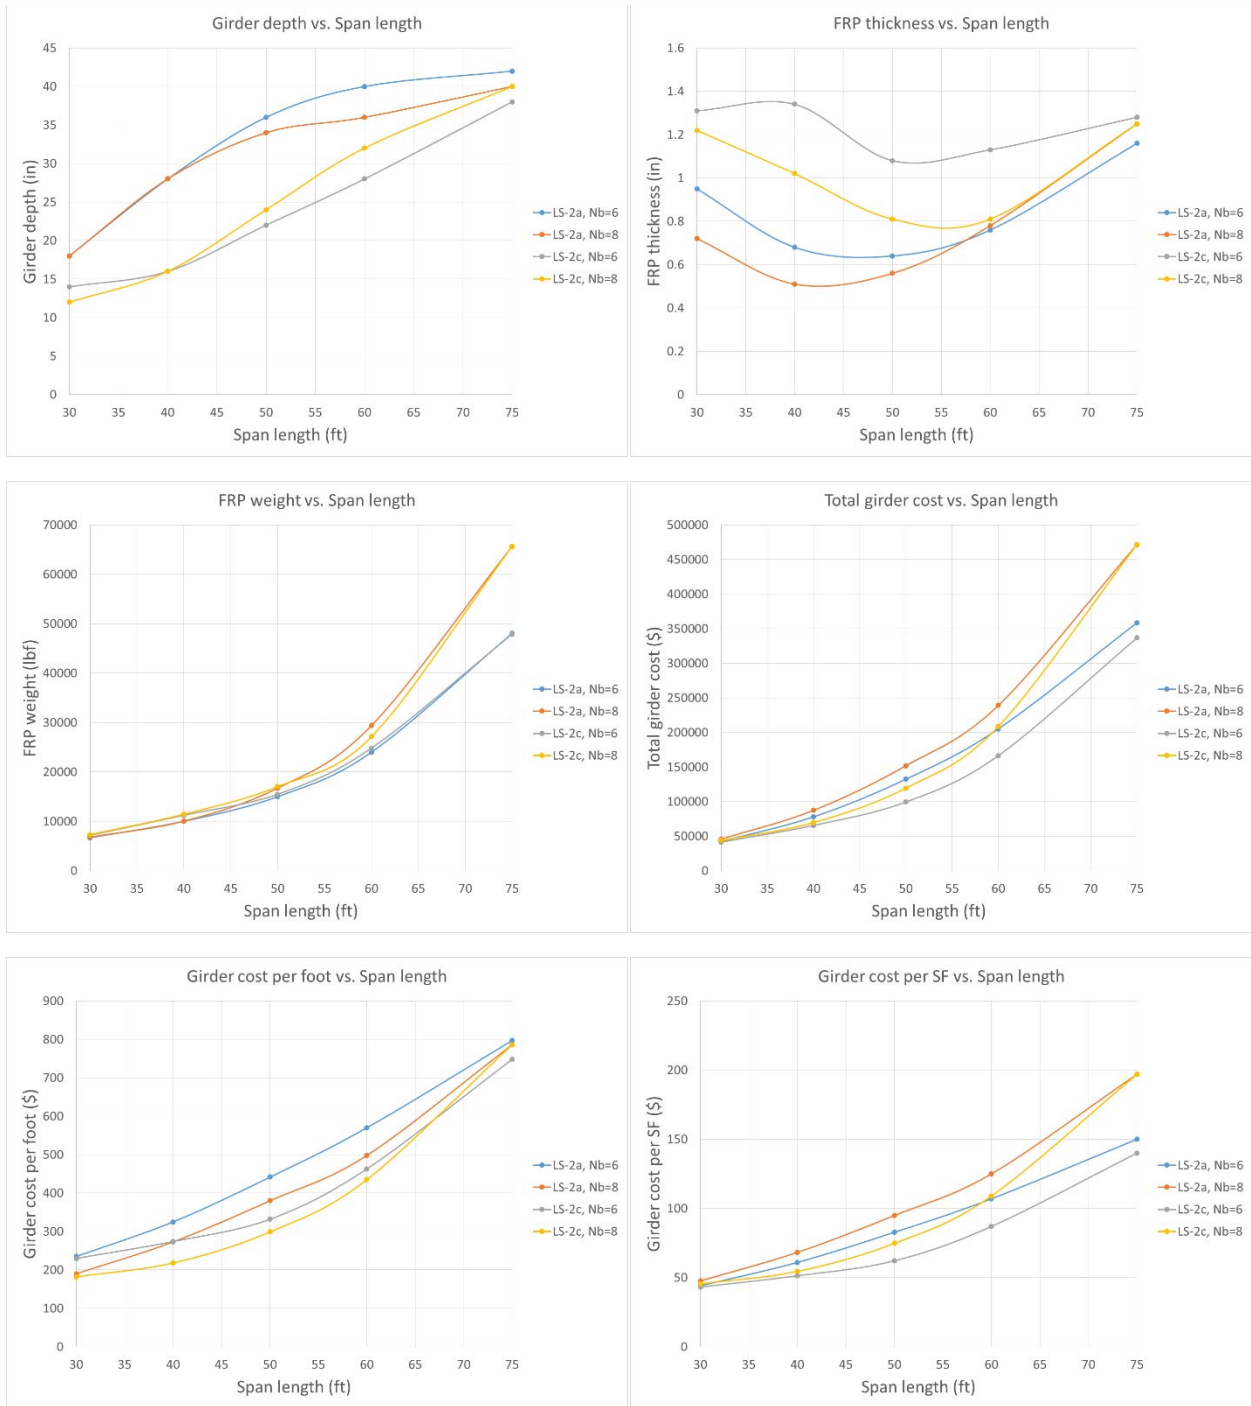 Girder depth vs. Span length
45
40
35
30
25
20
15
10
5
0
30 35 40 45 50 55 60 65 70 75
Girder depth (in)
Span length (ft)
LS-2a, Nb=6
LS-2a, Nb=8
LS-2c, Nb=6
LS-2c, Nb=8
FRP thickness vs. Span length
1.6
1.4
1.2
1
0.8
0.6
0.4
0.2
0
30 35 40 45 50 55 60 65 70 75
FRP thickness (in)
Span length (ft)
LS-2a, Nb=6
LS-2a, Nb=8
LS-2c, Nb=6
LS-2c, Nb=8
FRP weight vs. Span length
70000
60000
50000
40000
30000
20000
10000
0
30 35 40 45 50 55 60 65 70 75
FRP weight (lbf)
Span length (ft)
LS-2a, Nb=6
LS-2a, Nb=8
LS-2c, Nb=6
LS-2c, Nb=8
Total girder cost vs. Span length
500000
450000
400000
350000
300000
250000
200000
150000
100000
50000
0
30 35 40 45 50 55 60 65 70 75
Total girder cost ($)
Span length (ft)
LS-2a, Nb=6
LS-2a, Nb=8
LS-2c, Nb=6
LS-2c, Nb=8
Girder cost per foot vs. Span length
900
800
700
600
500
400
300
200
100
0
30 35 40 45 50 55 60 65 70 75
Girder cost per foot ($)
Span length (ft)
LS-2a, Nb=6
LS-2a, Nb=8
LS-2c, Nb=6
LS-2c, Nb=8
Girder cost per SF vs. Span length
250
200
150
100
50
0
30 35 40 45 50 55 60 65 70 75
Girder cost per SF ($)
Span length (ft)
LS-2a, Nb=6
LS-2a, Nb=8
LS-2c, Nb=6
LS-2c, Nb=8